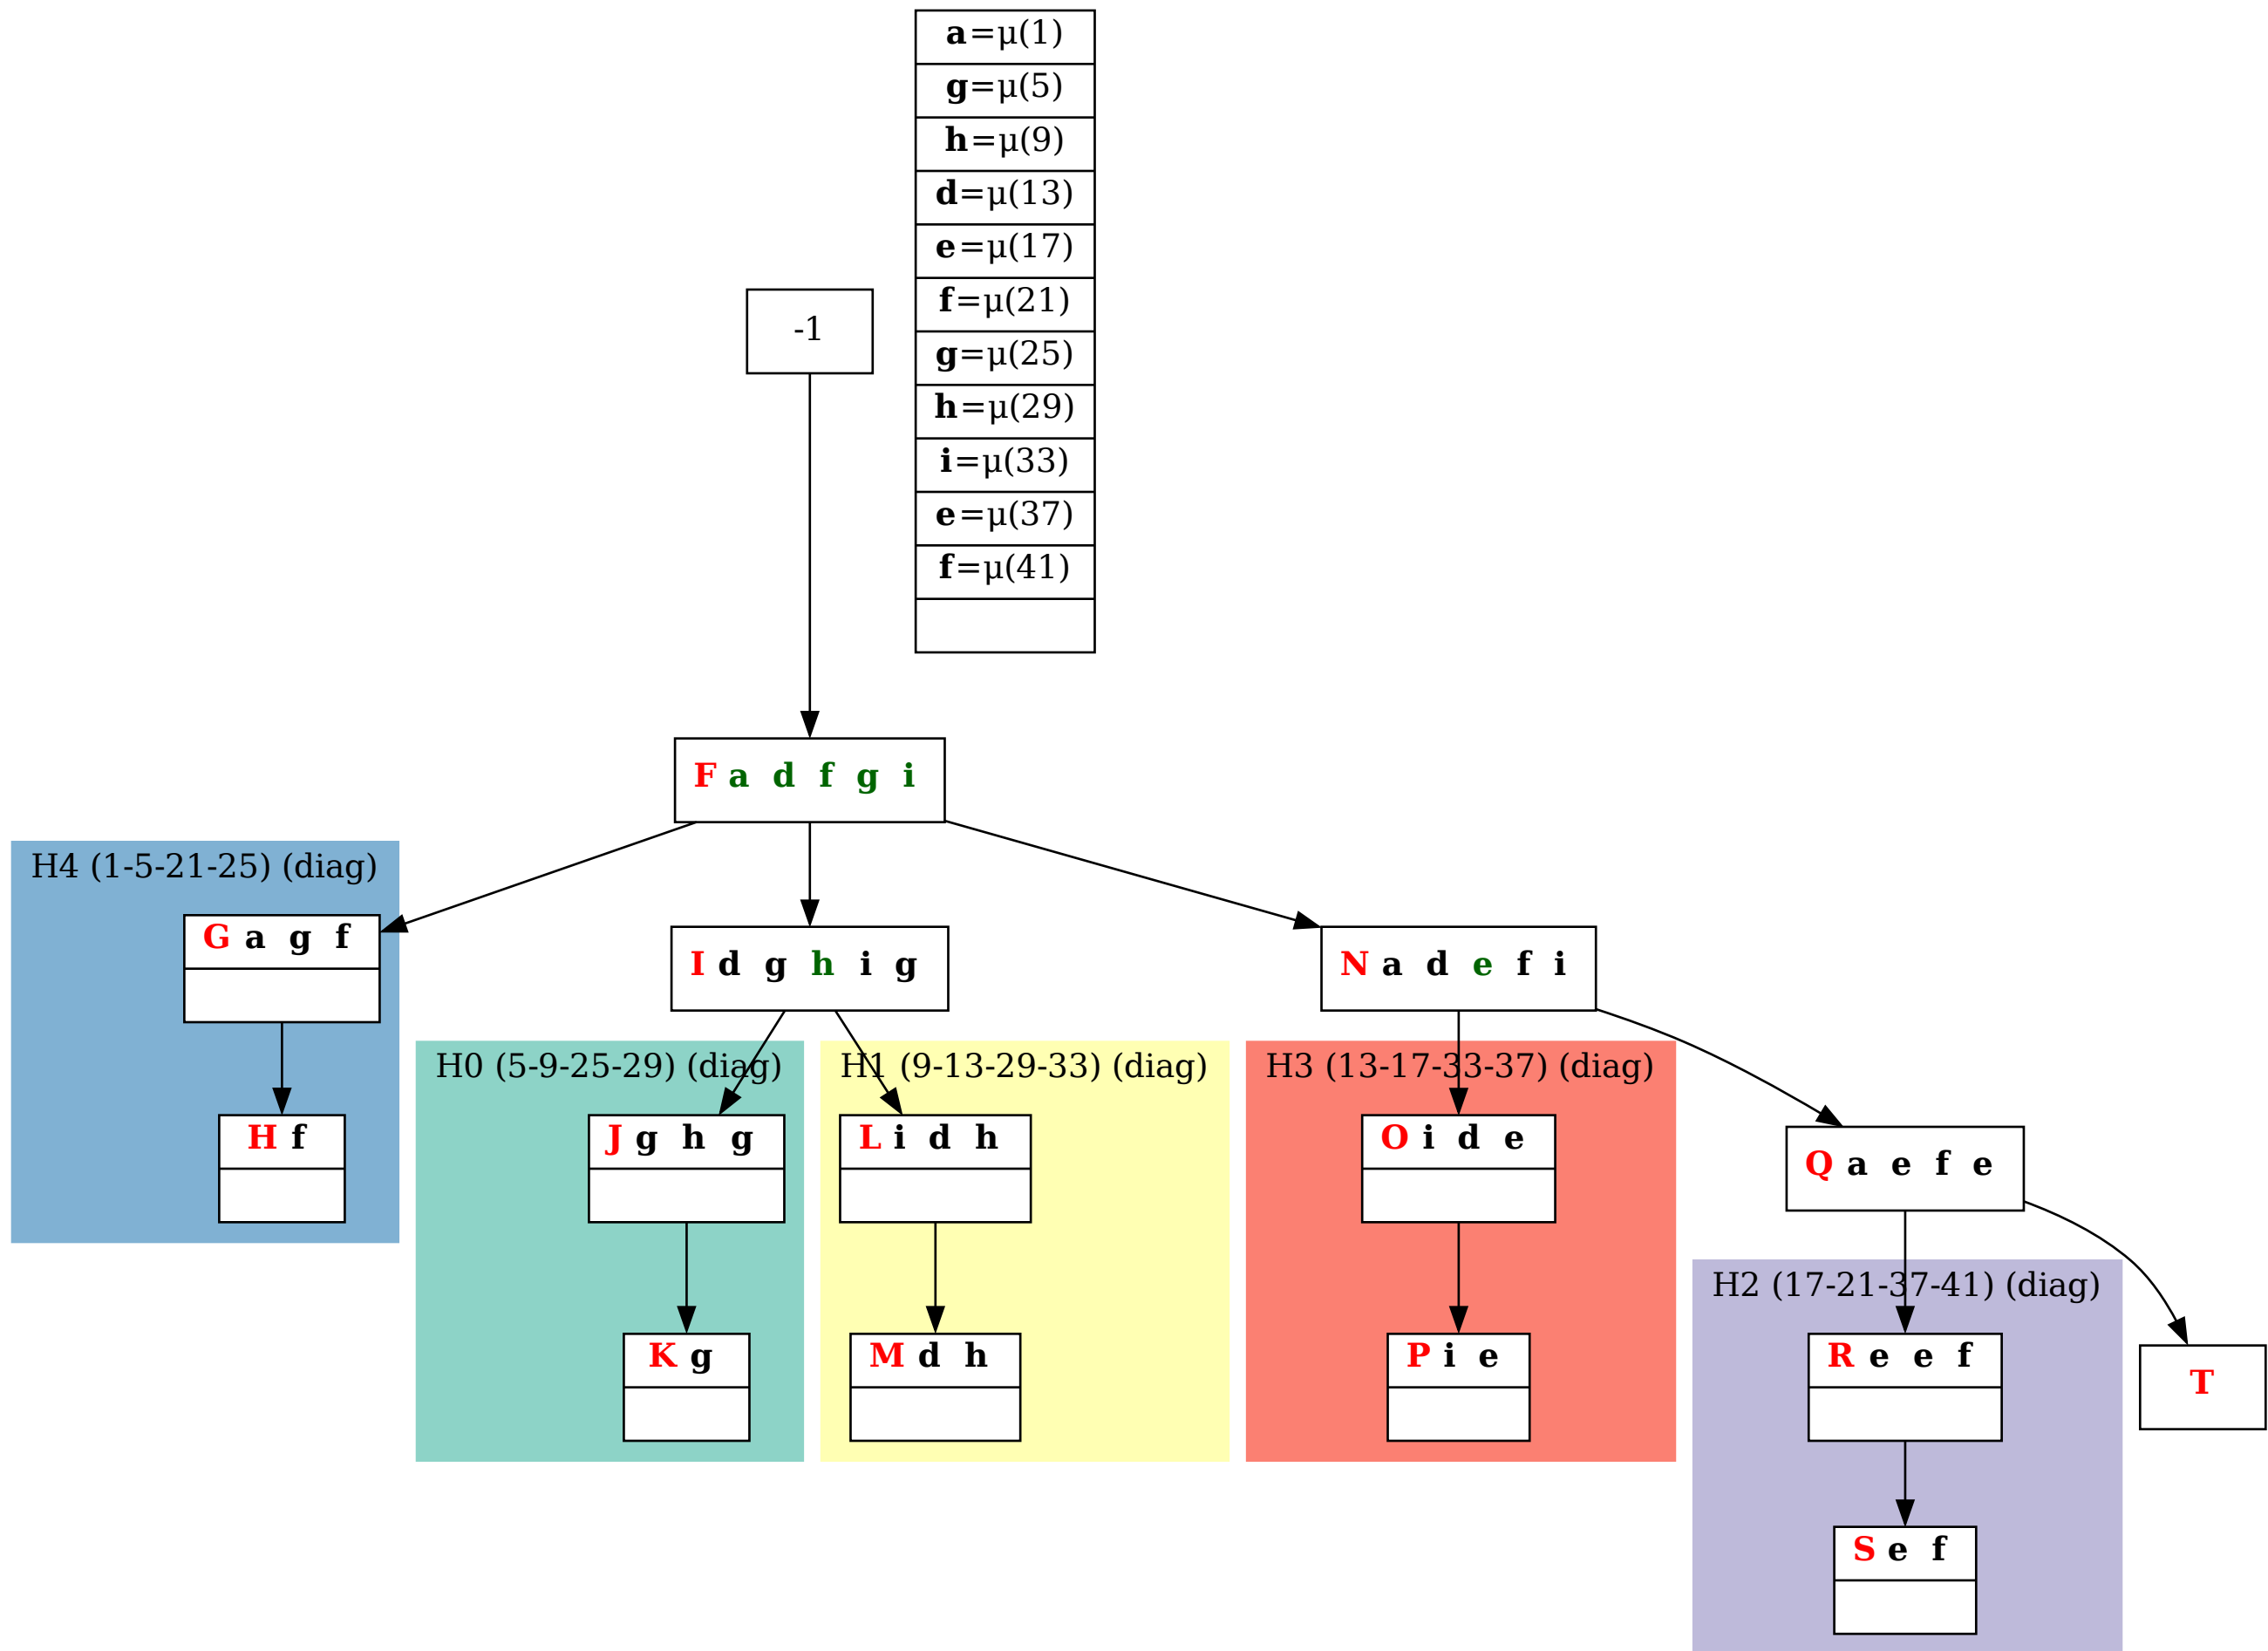 a=μ(1)
g=μ(5)
h=μ(9)
d=μ(13)
e=μ(17)
f=μ(21)
g=μ(25)
h=μ(29)
i=μ(33)
e=μ(37)
f=μ(41)
-1
F a d f g i
H4 (1-5-21-25) (diag)
G a g f
I d g h i g
N a d e f i
H0 (5-9-25-29) (diag)
H1 (9-13-29-33) (diag)
H3 (13-17-33-37) (diag)
H f
J g h g
L i d h
O i d e
Q a e f e
H2 (17-21-37-41) (diag)
K g
M d h
P i e
R e e f
T
S e f